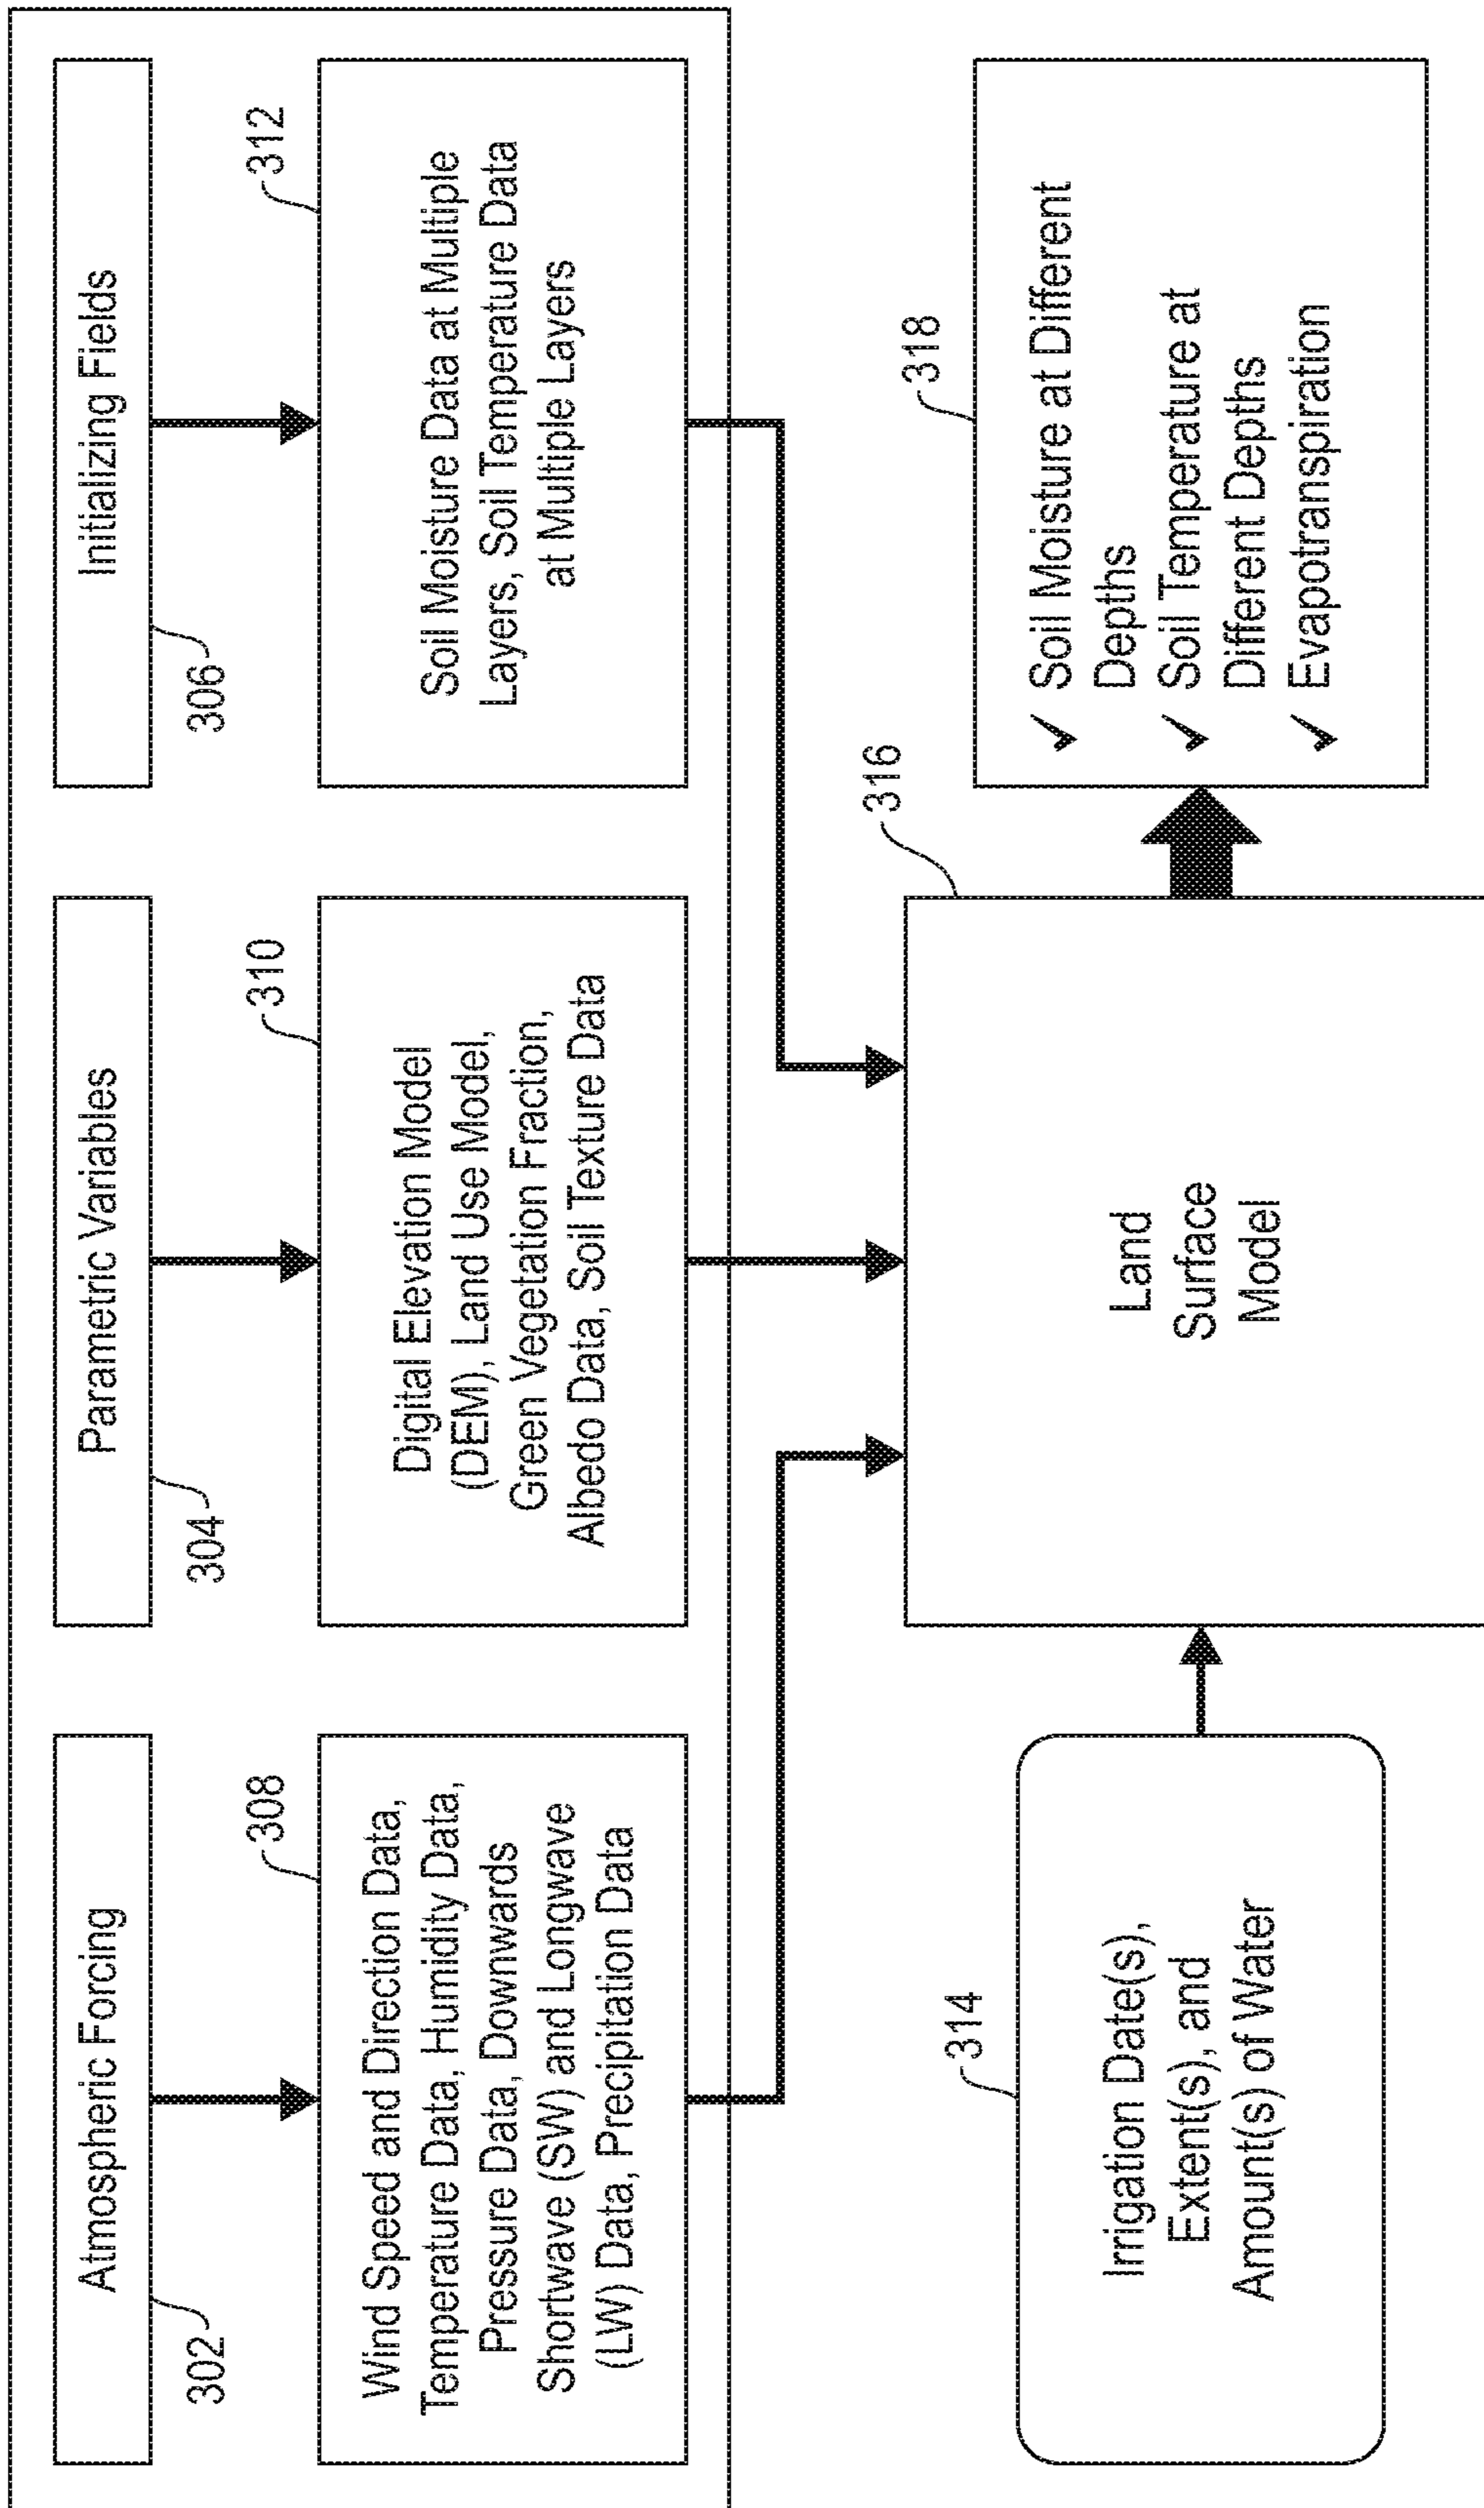 Atmospheric Forcing
302
Parametric Variables
304
Initializing Fields
306
308
Wind Speed and Direction Data,
Temperature Data, Humidity Data,
Pressure Data, Downwards
Shortwave (SW) and Longwave
(LW) Data, Precipitation Data
310
Digital Elevation Model
(DEM), Land Use Model,
Green Vegetation Fraction,
Albedo Data, Soil Texture Data
312
Soil Moisture Data at Multiple
Layers, Soil Temperature Data
at Multiple Layers
314
Irrigation Date(s),
Extent(s), and
Amount(s) of Water
316
Land
Surface
Model
318
✓ Soil Moisture at Different
Depths
✓ Soil Temperature at
Different Depths
✓ Evapotranspiration